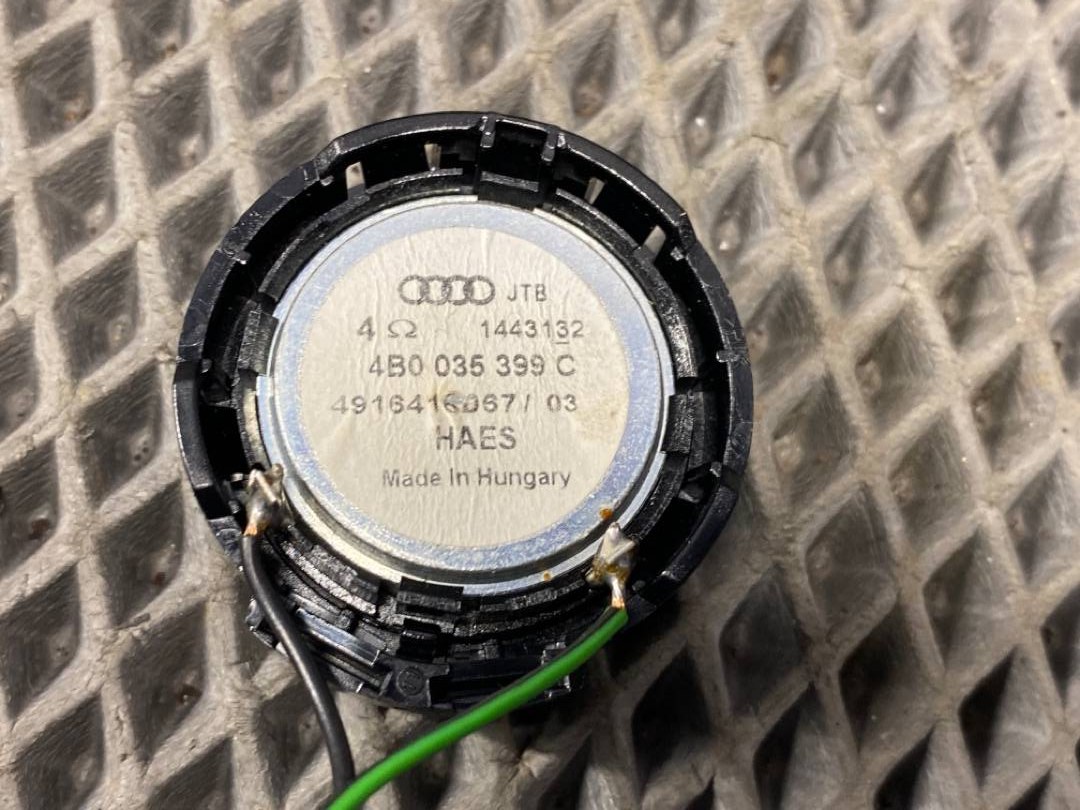 JTB
4 Ω 1443132
4B0 035 399 C
4916416067/ 03
HAES
Made In Hungary